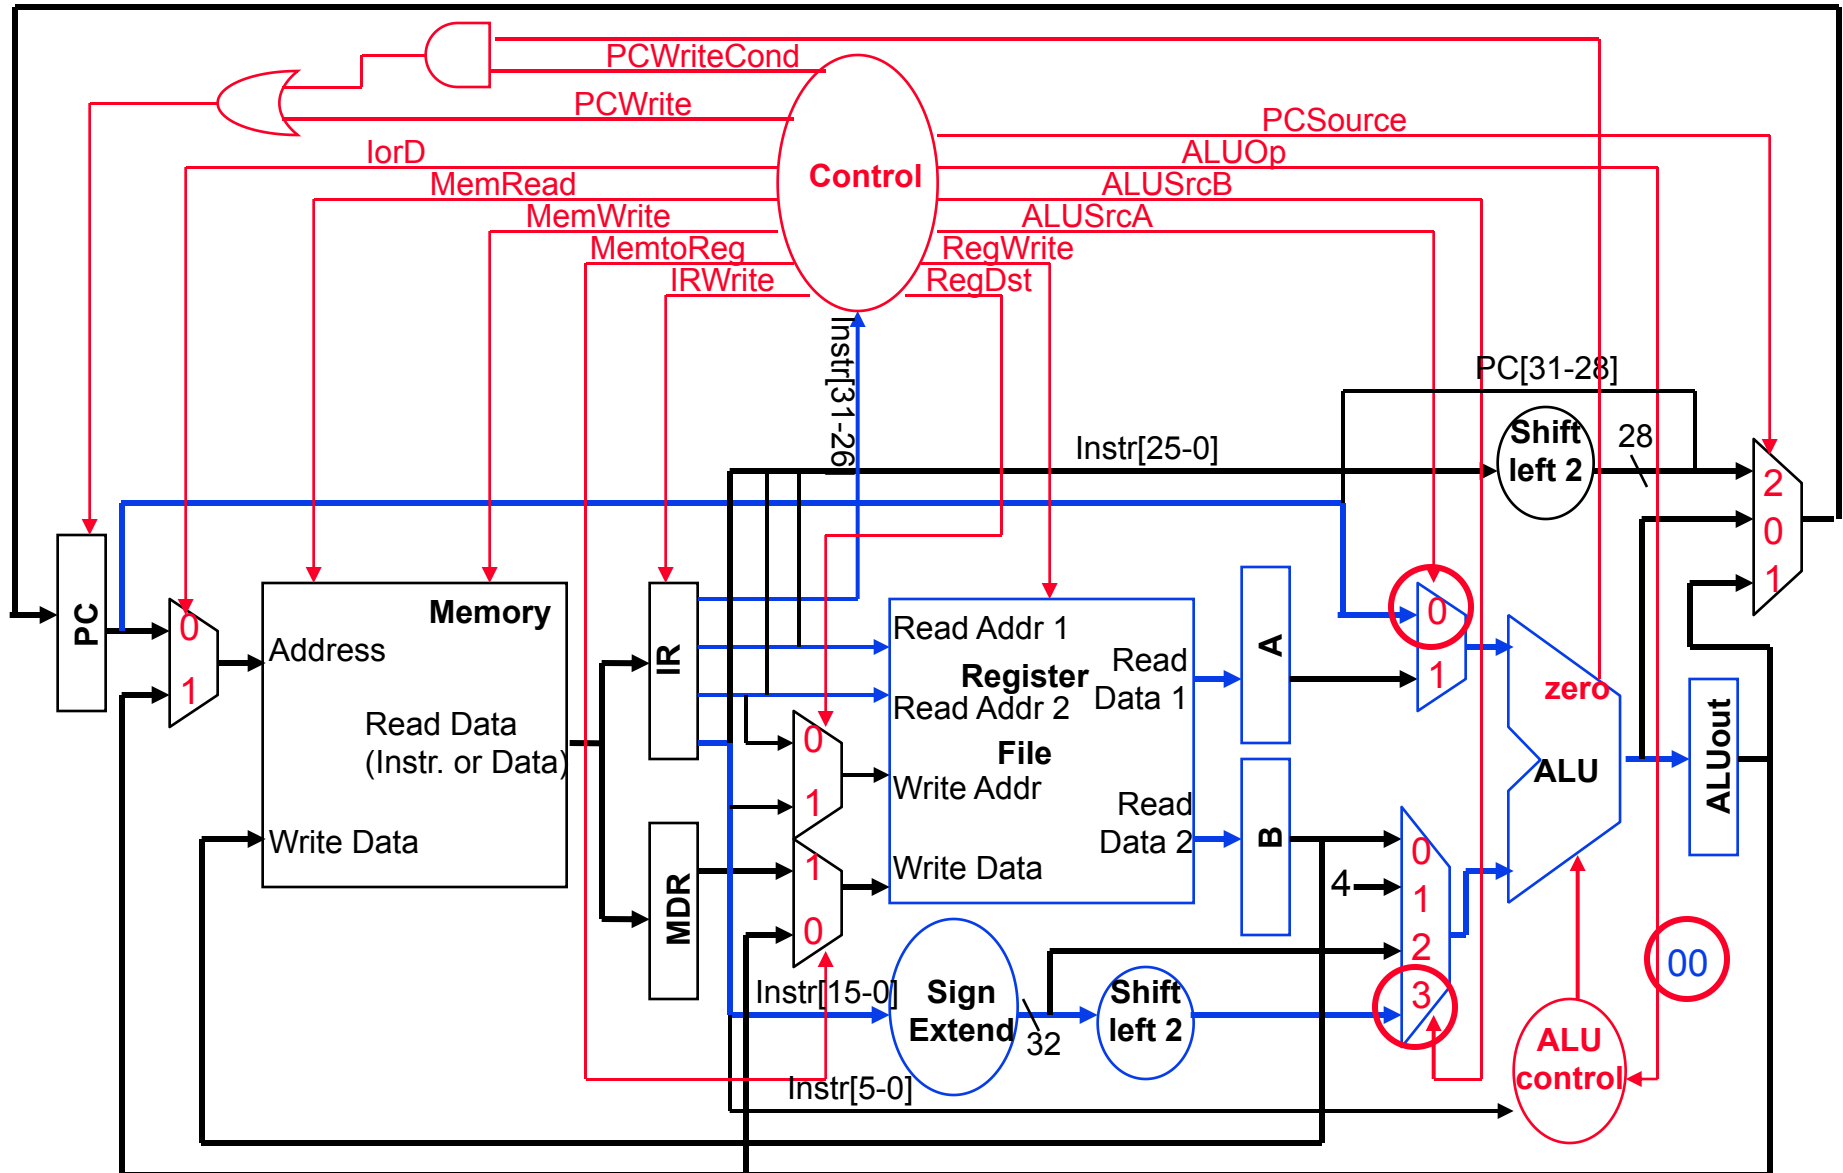 PCWriteCond
PCWrite
PCSource
IorD
ALUOp
Control
MemRead
ALUSrcB
MemWrite
ALUSrcA
MemtoReg
RegWrite
IRWrite
RegDst
Instr[31-26]
PC[31-28]
Instr[25-0]
Shift
left 2
28
2
0
1
PC
0
1
Memory
Address
Read Data
(Instr. or Data)
Write Data
IR
MDR
Read Addr 1
Register
Read Addr 2
File
Write Addr
Write Data
Read
Data 1
Read
Data 2
0
1
1
0
A
B
0
1
zero
ALU
ALUout
4
0
1
2
3
00
Instr[15-0]
Sign
Extend
32
Shift
left 2
Instr[5-0]
ALU
control